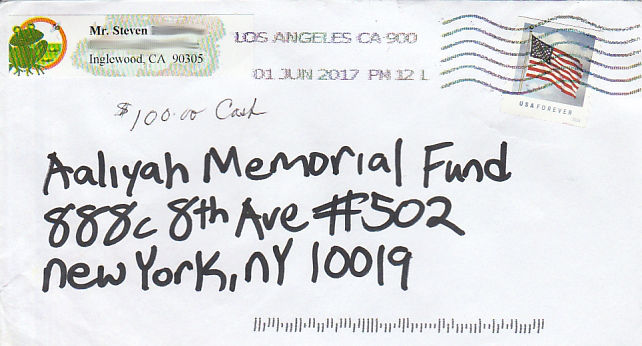 Mr. Steven
Inglewood, CA 90305
LOS ANGELES CA 900
01 JUN 2017 PM 12 L
USA FOREVER
$100.00 Cash
Aaliyah Memorial Fund
888c 8th Ave #502
New York, NY 10019